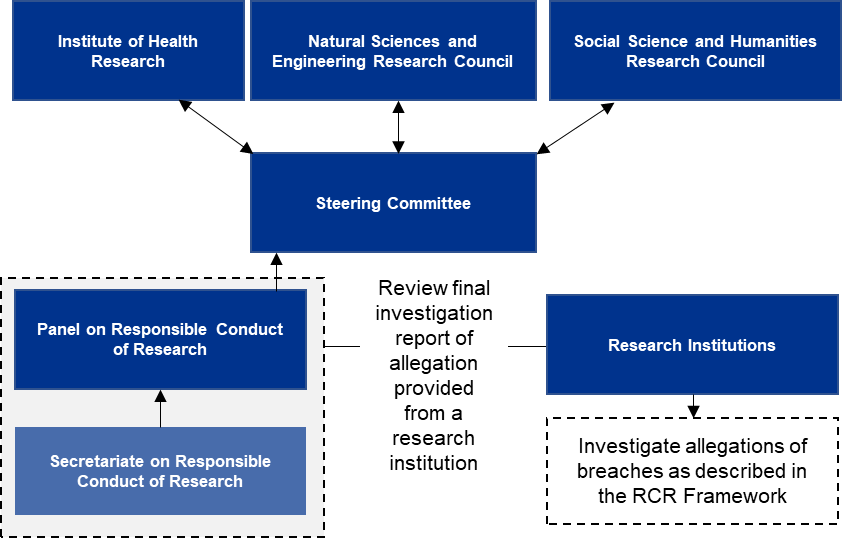 Institute of Health
Research
Natural Sciences and
Engineering Research Council
Social Science and Humanities
Research Council
Steering Committee
Panel on Responsible Conduct
of Research
Secretariate on Responsible
Conduct of Research
Review final
investigation
report of
allegation
provided
from a
research
institution
Research Institutions
Investigate allegations of
breaches as described in
the RCR Framework